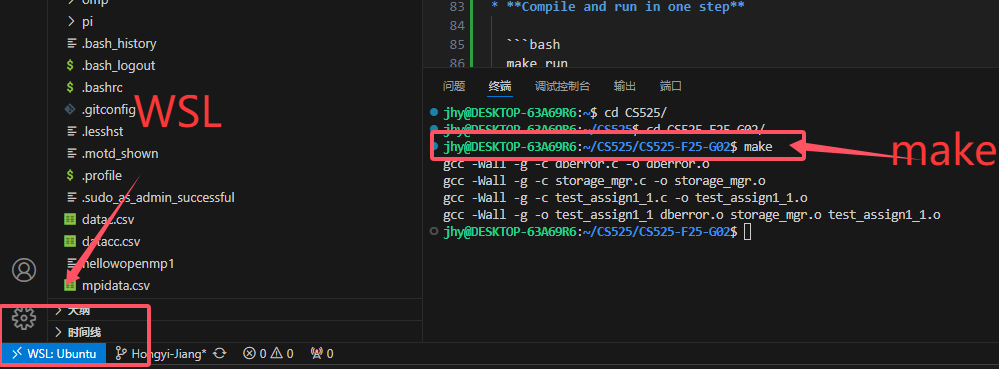 omp
pi
.bash_history
.bash_logout
.bashrc
.gitconfig
.lesshst
.motd_shown
.profile
.sudo_as_admin_successful
datac.csv
datacc.csv
hellowopenmp1
mpidata.csv
大纲
时间线
WSL
WSL: Ubuntu
Hongyi-Jiang*
0 0
0
83 * **Compile and run in one step**
84
85 ```bash
86 make run
问题 终端 调试控制台 输出 端口
jhy@DESKTOP-63A69R6:~$ cd CS525/
jhy@DESKTOP-63A69R6:~/CS525$ cd CS525-F25-G02/
jhy@DESKTOP-63A69R6:~/CS525/CS525-F25-G02$ make
gcc -Wall -g -c dberror.c -o dberror.o
gcc -Wall -g -c storage_mgr.c -o storage_mgr.o
gcc -Wall -g -c test_assign1_1.c -o test_assign1_1.o
gcc -Wall -g -o test_assign1_1 dberror.o storage_mgr.o test_assign1_1.o
jhy@DESKTOP-63A69R6:~/CS525/CS525-F25-G02$
make